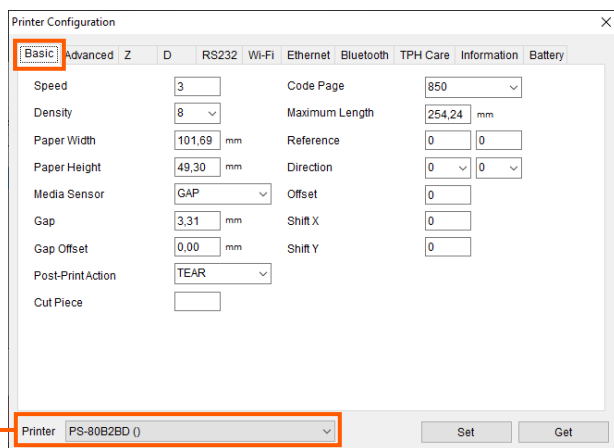 Printer Configuration
Basic Advanced Z D RS232 Wi-Fi Ethernet Bluetooth TPH Care Information Battery
Speed 3 Code Page 850
Density 8 Maximum Length 254,24 mm
Paper Width 101,69 mm Reference 0 0
Paper Height 49,30 mm Direction 0 0
Media Sensor GAP Offset 0
Gap 3,31 mm Shift X 0
Gap Offset 0,00 mm Shift Y 0
Post-Print Action TEAR
Cut Piece
Printer PS-80B2BD () Set Get